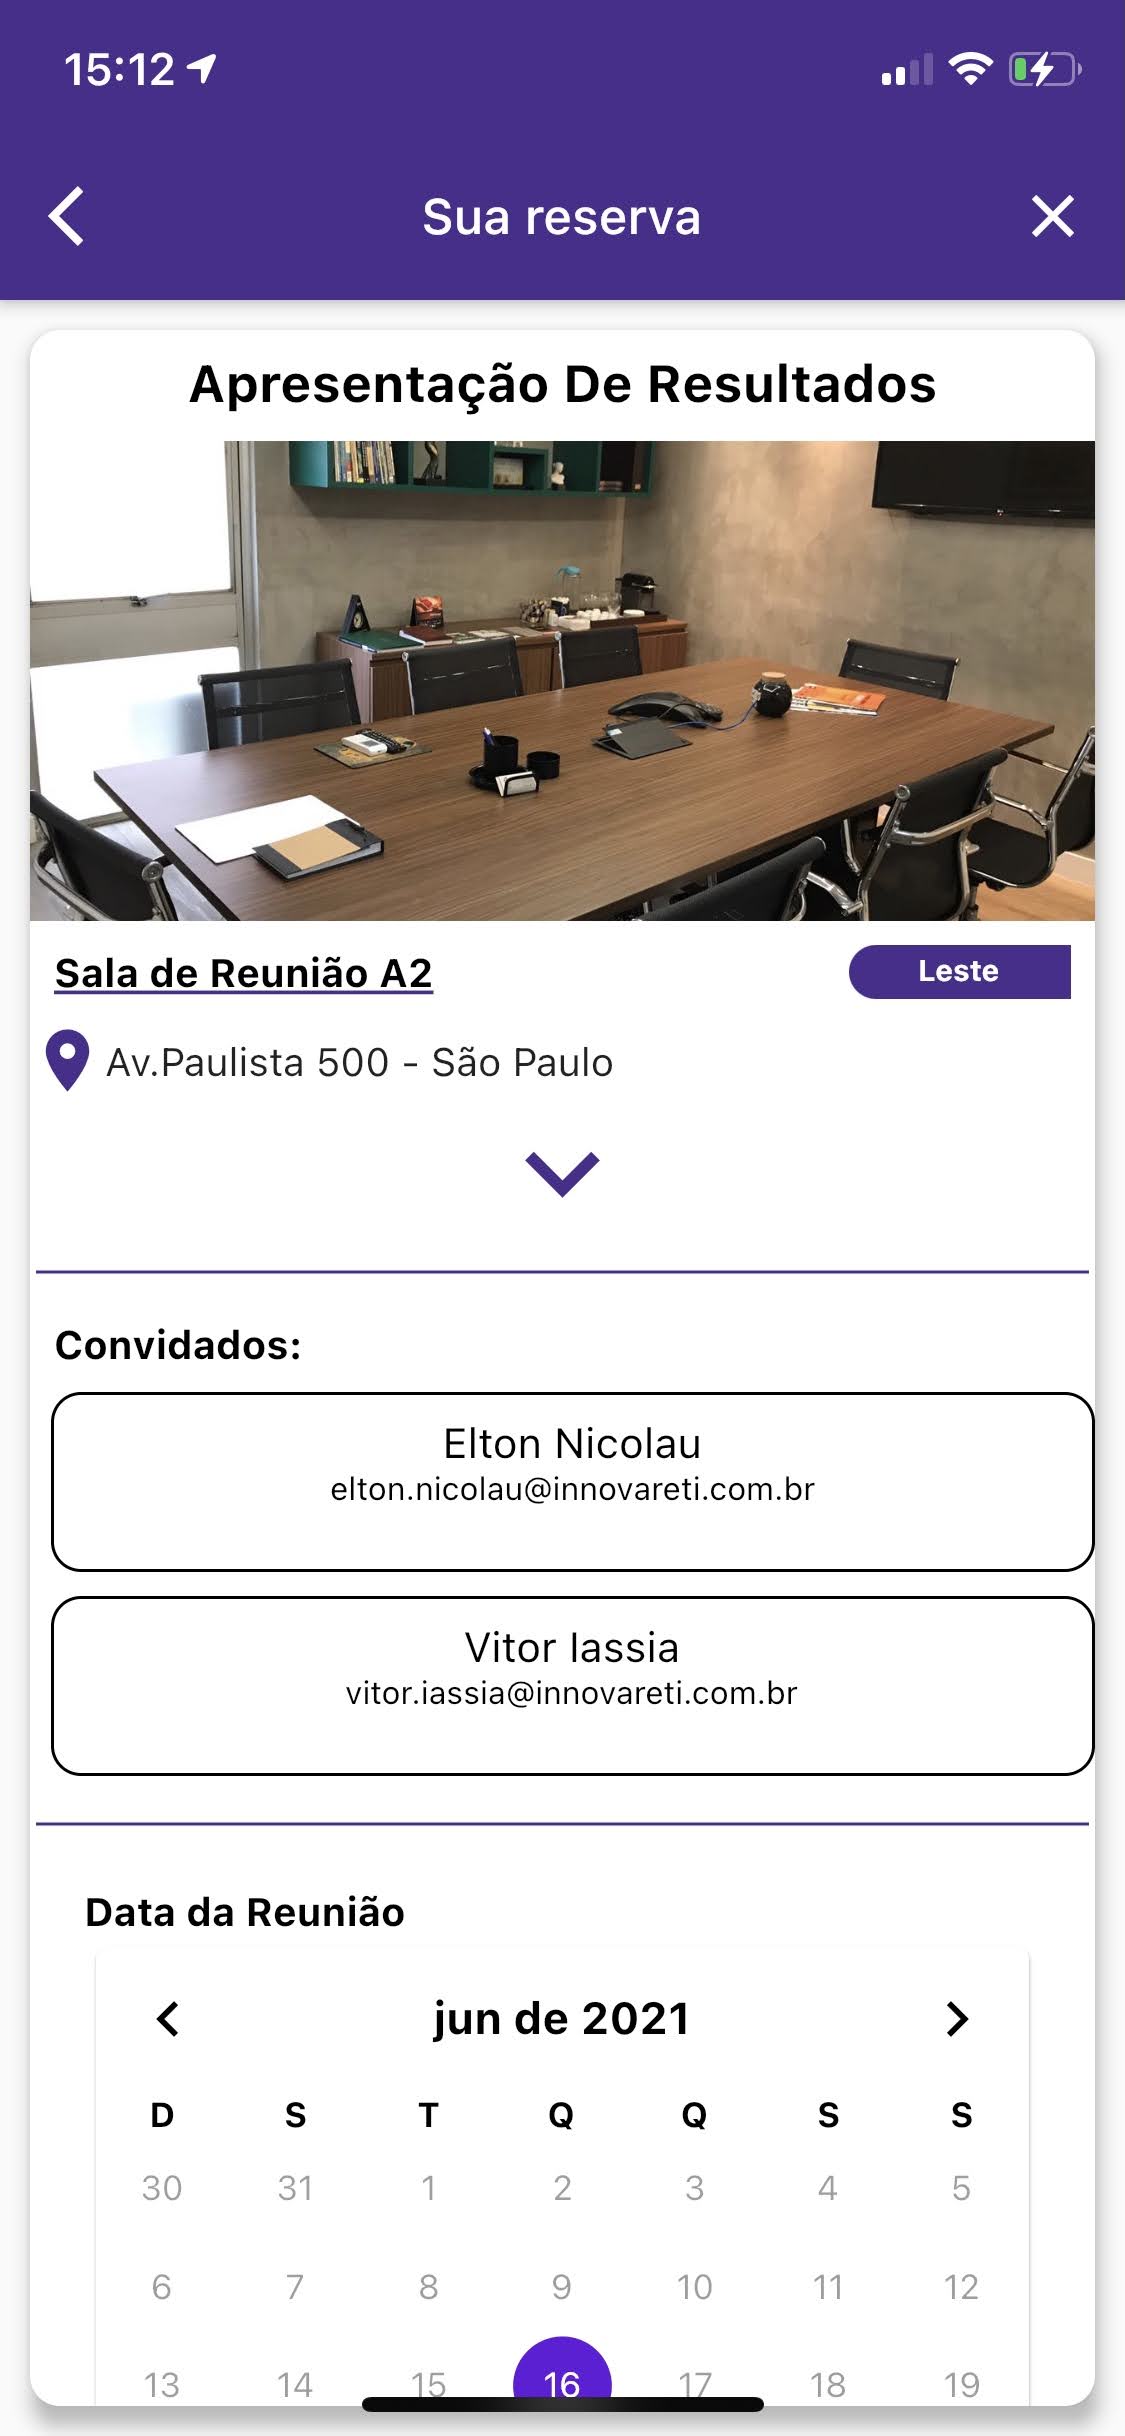 15:12
Sua reserva
Apresentação De Resultados
Sala de Reunião A2
Leste
Av.Paulista 500 - São Paulo
Convidados:
Elton Nicolau
elton.nicolau@innovareti.com.br
Vitor Iassia
vitor.iassia@innovareti.com.br
Data da Reunião
jun de 2021
D S T Q Q S S
30 31 1 2 3 4 5
6 7 8 9 10 11 12
13 14 15 16 17 18 19